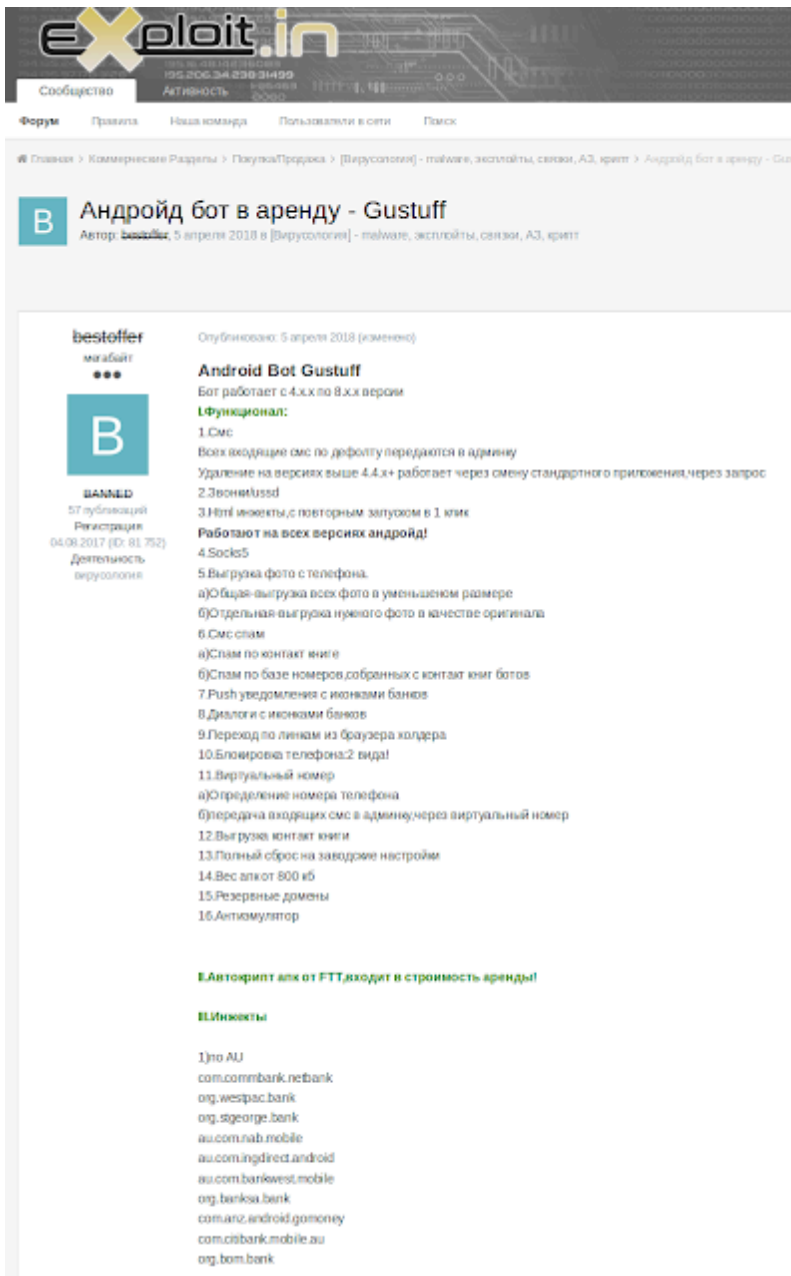 eXploit.in
195.206.34.238:31499
Сообщество
Активность
Форум Правила Наша команда Пользователи в сети Поиск
Главная > Коммерческие Разделы > Покупка/Продажа > [Вирусология] - malware, эксплойты, связки, АЗ, крипт > Андройд бот в аренду - Gus
B
Андройд бот в аренду - Gustuff
Автор: bestoffer, 5 апреля 2018 в [Вирусология] - malware, эксплойты, связки, АЗ, крипт
bestoffer
мегабайт
B
BANNED
57 публикаций
Регистрация
04.08.2017 (ID: 81 752)
Деятельность
вирусология
Опубликовано: 5 апреля 2018 (изменено)
Android Bot Gustuff
Бот работает с 4.х.х по 8.х.х версии
I.Функционал:
1.Смс
Всех входящие смс по дефолту передаются в админку
Удаление на версиях выше 4.4.х+ работает через смену стандартного приложения,через запрос
2.Звонки/ussd
3.Html инжекты,с повторным запуском в 1 клик
Работают на всех версиях андройд!
4.Socks5
5.Выгрузка фото с телефона.
а)Общая-выгрузка всех фото в уменьшеном размере
б)Отдельная-выгрузка нужного фото в качестве оригинала
6.Смс спам
а)Спам по контакт книге
б)Спам по базе номеров,собранных с контакт книг ботов
7.Push уведомления с иконками банков
8.Диалоги с иконками банков
9.Переход по линкам из браузера холдера
10.Блокировка телефона:2 вида!
11.Виртуальный номер
а)Определение номера телефона
б)передача входящих смс в админку,через виртуальный номер
12.Выгрузка контакт книги
13.Полный сброс на заводские настройки
14.Вес апк от 800 кб
15.Резервные домены
16.Антиэмулятор
II.Автокрипт апк от FTT,входит в строимость аренды!
III.Инжекты
1)по AU
com.commbank.netbank
org.westpac.bank
org.stgeorge.bank
au.com.nab.mobile
au.com.ingdirect.android
au.com.bankwest.mobile
org.banksa.bank
com.anz.android.gomoney
com.citibank.mobile.au
org.bom.bank